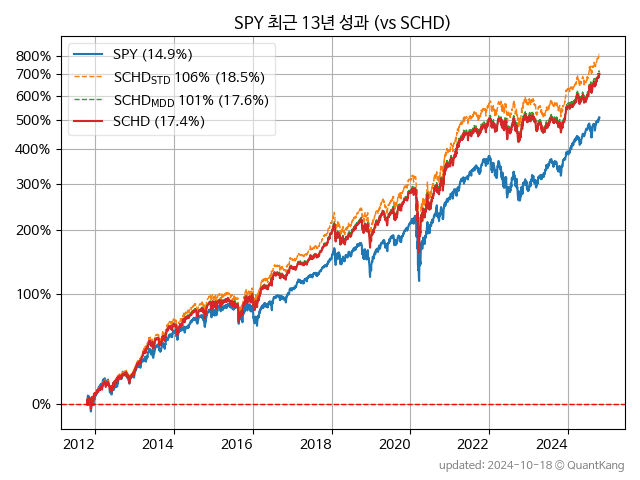 SPY 최근 13년 성과 (vs SCHD)
SPY (14.9%)
SCHD_STD 106% (18.5%)
SCHD_MDD 101% (17.6%)
SCHD (17.4%)
800%
700%
600%
500%
400%
300%
200%
100%
0%
2012 2014 2016 2018 2020 2022 2024
updated: 2024-10-18 © QuantKang